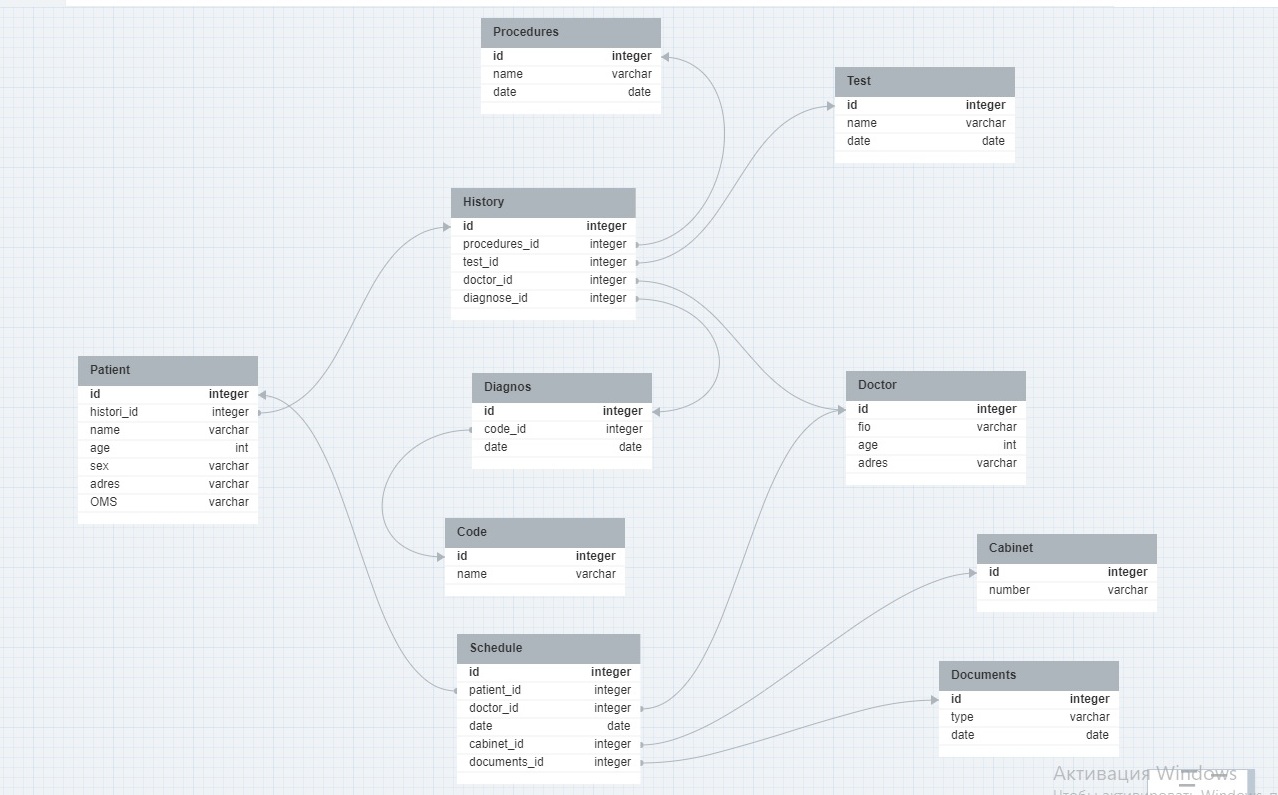 Procedures
id integer
name varchar
date date
Test
id integer
name varchar
date date
History
id integer
procedures_id integer
test_id integer
doctor_id integer
diagnose_id integer
Patient
id integer
histori_id integer
name varchar
age int
sex varchar
adres varchar
OMS varchar
Diagnos
id integer
code_id integer
date date
Doctor
id integer
fio varchar
age int
adres varchar
Code
id integer
name varchar
Cabinet
id integer
number varchar
Schedule
id integer
patient_id integer
doctor_id integer
date date
cabinet_id integer
documents_id integer
Documents
id integer
type varchar
date date
Активация Windows
Чтобы активировать Windows, п